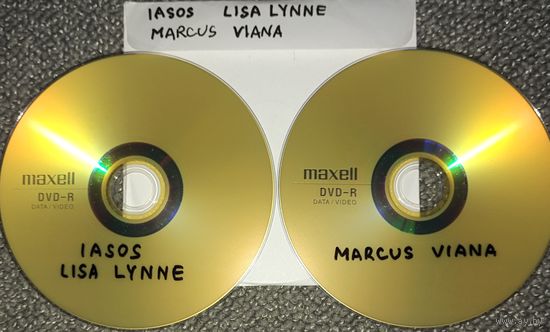 IASOS LISA LYNNE
MARCUS VIANA
maxell
DVD-R
DATA/VIDEO
IASOS
LISA LYNNE
maxell
DVD-R
DATA/VIDEO
MARCUS VIANA